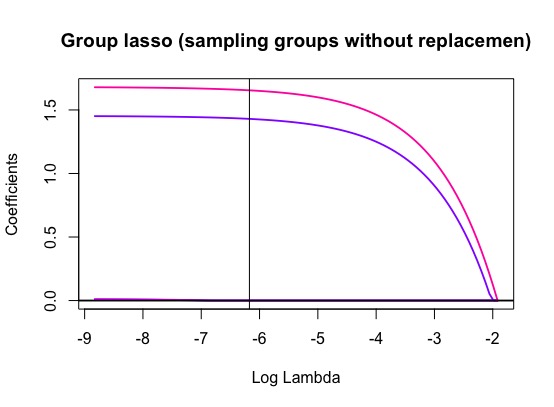 Group lasso (sampling groups without replacemen)
Coefficients
1.5
1.0
0.5
0.0
-9 -8 -7 -6 -5 -4 -3 -2
Log Lambda